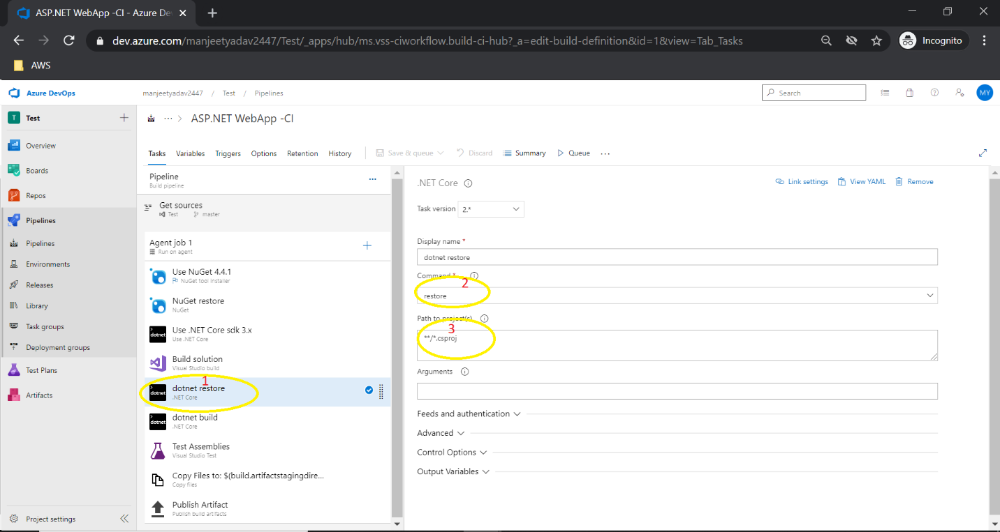 ASP.NET WebApp -CI - Azure De
dev.azure.com/manjeetyadav2447/Test/_apps/hub/ms.vss-ciworkflow.build-ci-hub?_a=edit-build-definition&id=1&view=Tab_Tasks
Incognito
AWS
Azure DevOps
manjeetyadav2447 / Test / Pipelines
Search
MY
T Test
ASP.NET WebApp -CI
Overview
Boards
Repos
Pipelines
Pipelines
Environments
Releases
Library
Task groups
Deployment groups
Test Plans
Artifacts
Project settings
Tasks Variables Triggers Options Retention History Save & queue Discard Summary Queue ...
Pipeline
Build pipeline
Get sources
Test master
Agent job 1
Run on agent
Use NuGet 4.4.1
NuGet tool installer
NuGet restore
NuGet
dotnet
Use .NET Core sdk 3.x
Use .NET Core
Build solution
Visual Studio build
1
dotnet
dotnet restore
.NET Core
dotnet
dotnet build
.NET Core
Test Assemblies
Visual Studio Test
Copy Files to: $(build.artifactstagingdire...
Copy files
Publish Artifact
Publish build artifacts
.NET Core
Link settings View YAML Remove
Task version 2.*
Display name *
dotnet restore
Command *
2
restore
Path to project(s)
3
**/*.csproj
Arguments
Feeds and authentication
Advanced
Control Options
Output Variables